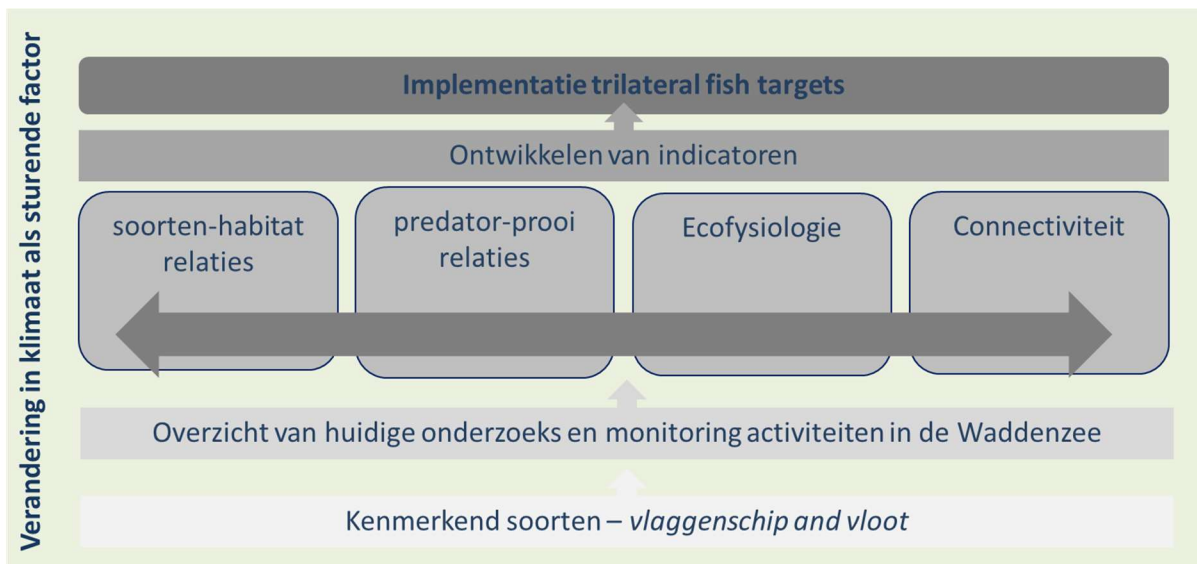 Verandering in klimaat als sturende factor
Implementatie trilateral fish targets
Ontwikkelen van indicatoren
soorten-habitat
relaties
predator-prooi
relaties
Ecofysiologie
Connectiviteit
Overzicht van huidige onderzoeks en monitoring activiteiten in de Waddenzee
Kenmerkend soorten – vlaggenschip and vloot